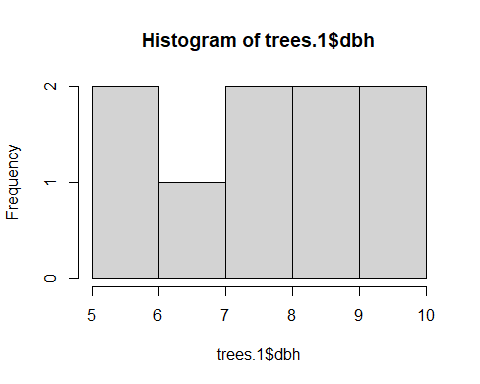 Histogram of trees.1$dbh
Frequency
2
1
0
5 6 7 8 9 10
trees.1$dbh